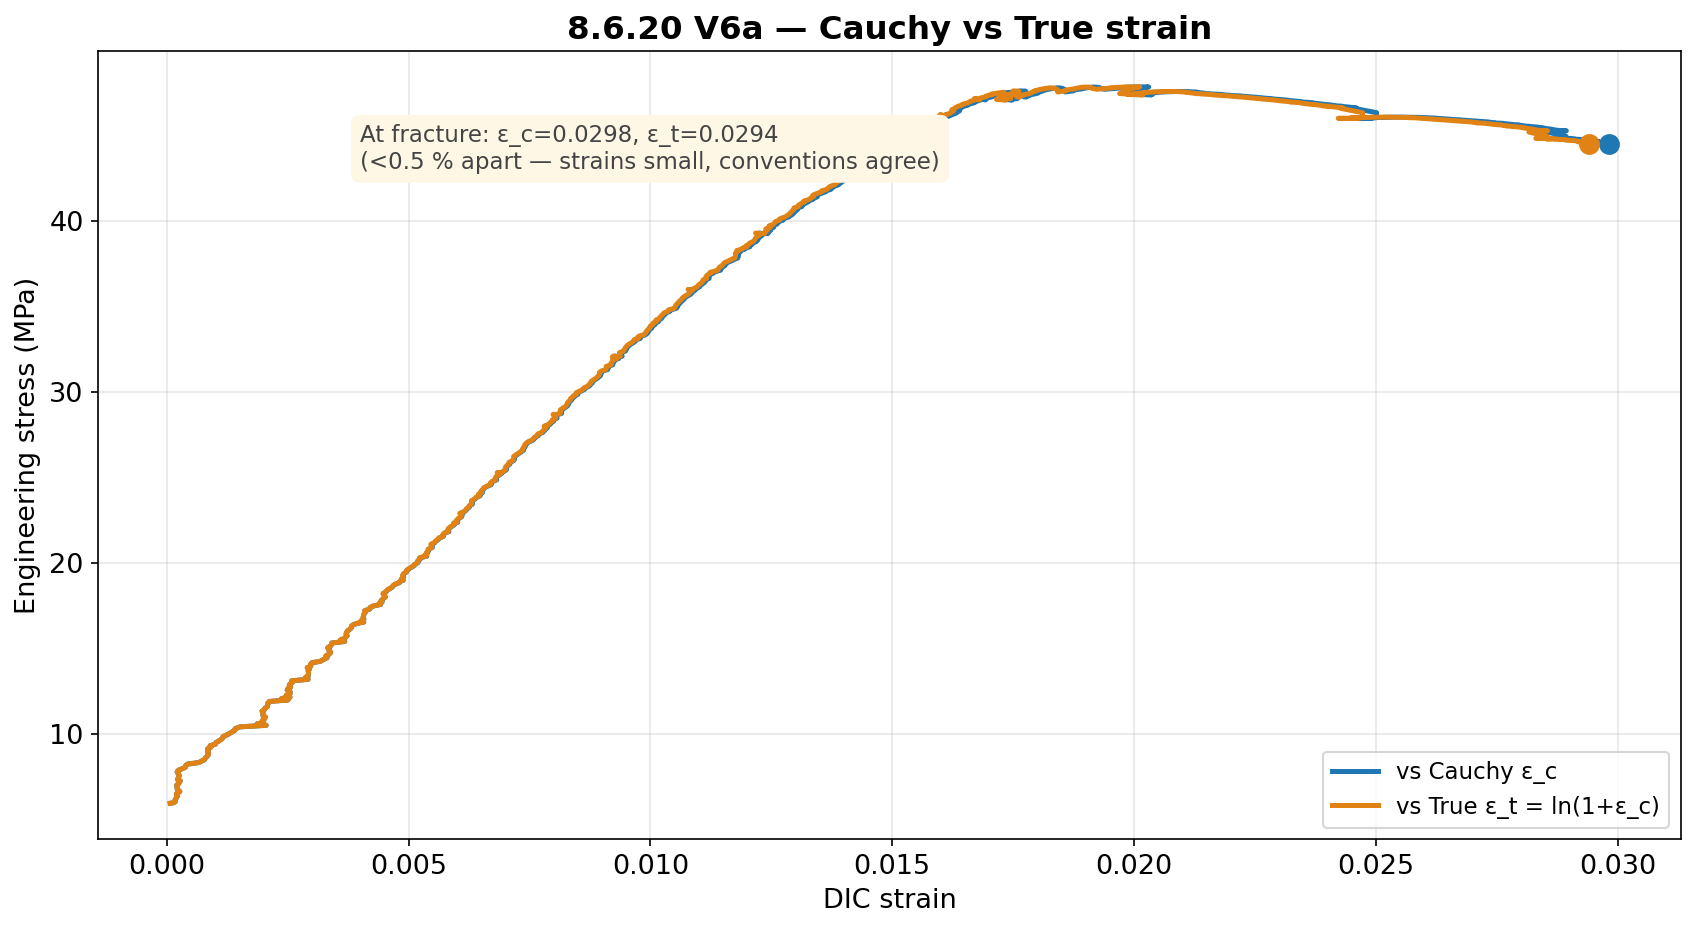 8.6.20 V6a — Cauchy vs True strain
At fracture: ε_c=0.0298, ε_t=0.0294
(<0.5 % apart — strains small, conventions agree)
Engineering stress (MPa)
40
30
20
10
vs Cauchy ε_c
vs True ε_t = ln(1+ε_c)
0.000
0.005
0.010
0.015
0.020
0.025
0.030
DIC strain